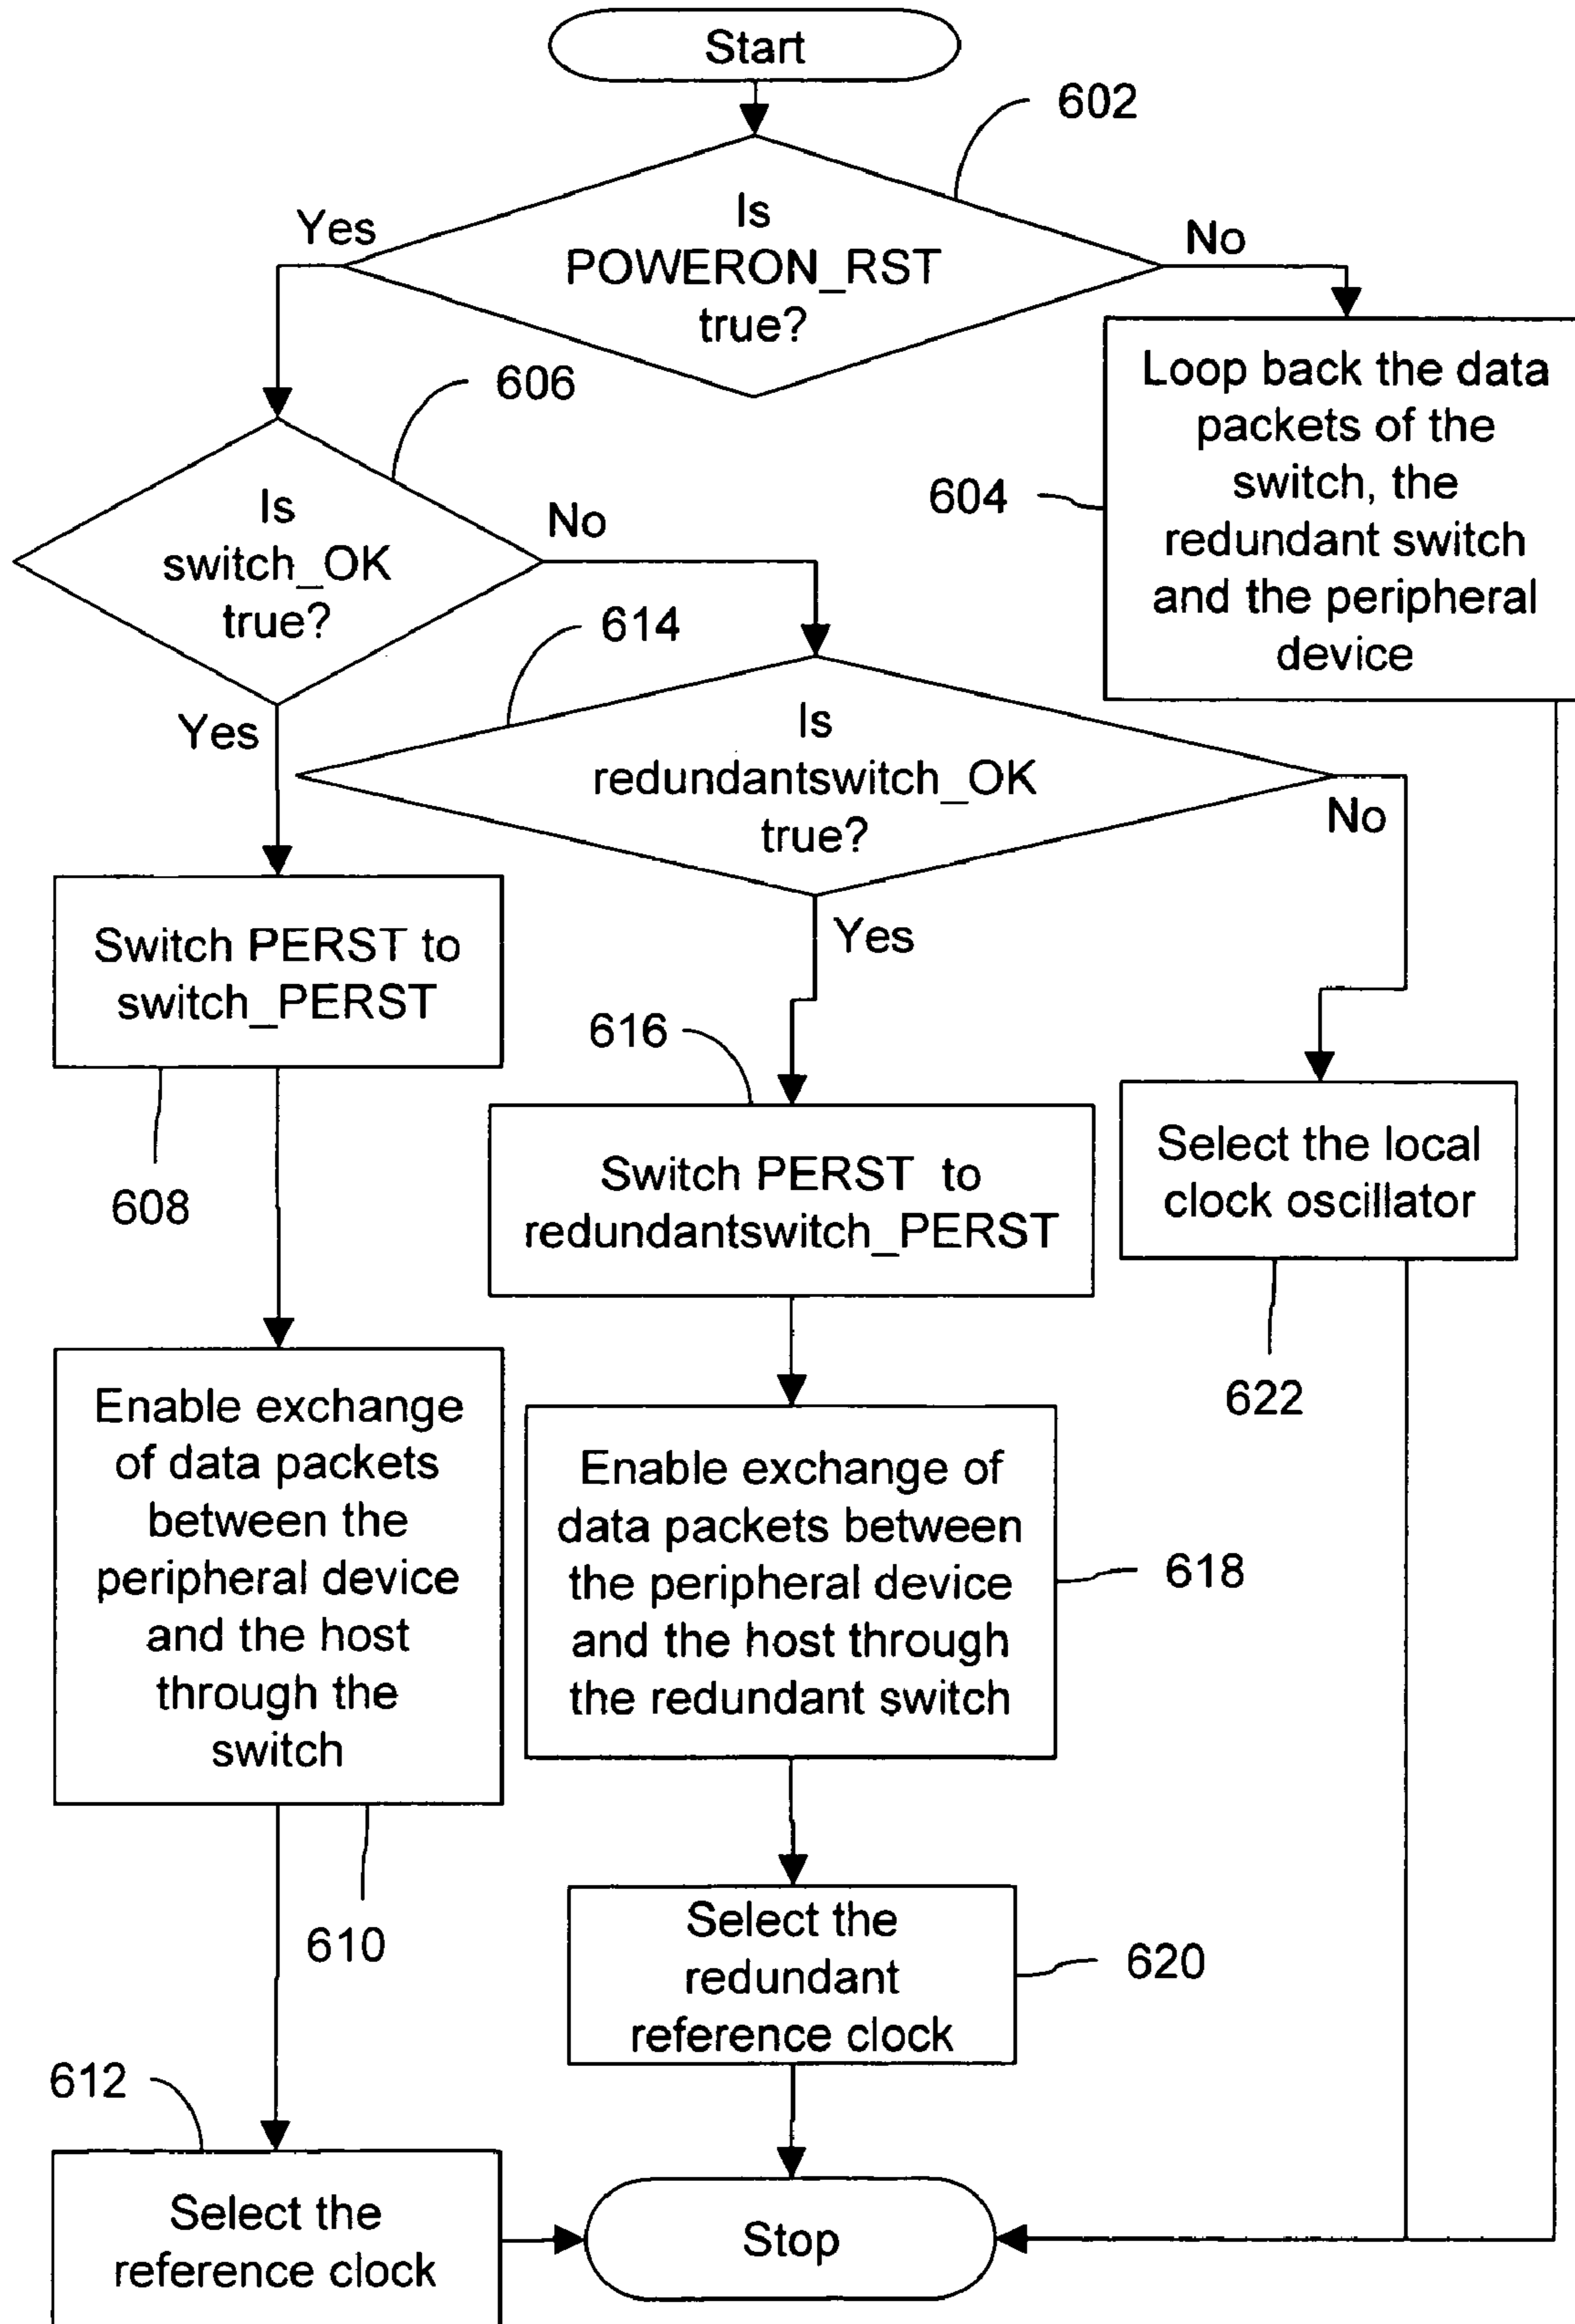 Start
602
Is
POWERON_RST
true?
Yes
No
606
Is
switch_OK
true?
No
Yes
604
Loop back the data
packets of the
switch, the
redundant switch
and the peripheral
device
614
Is
redundantswitch_OK
true?
No
Yes
Switch PERST to
switch_PERST
608
616
Switch PERST to
redundantswitch_PERST
Select the local
clock oscillator
622
Enable exchange
of data packets
between the
peripheral device
and the host
through the
switch
610
Enable exchange of
data packets between
the peripheral device
and the host through
the redundant switch
618
Select the
redundant
reference clock
620
612
Select the
reference clock
Stop